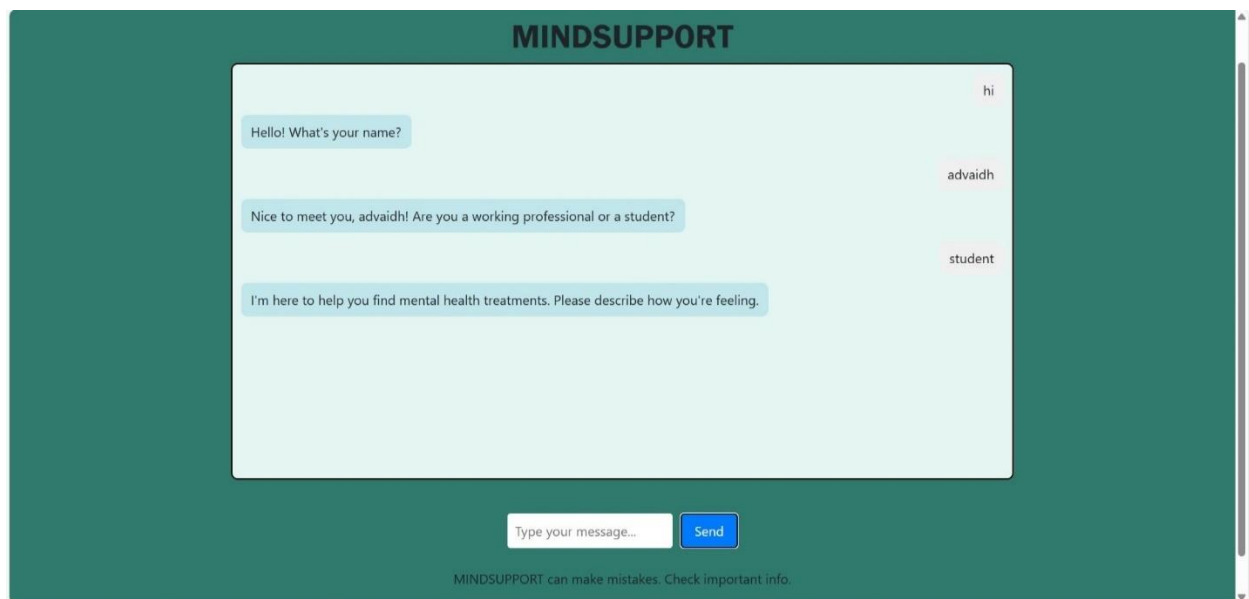 MINDSUPPORT
hi
Hello! What's your name?
advaidh
Nice to meet you, advaidh! Are you a working professional or a student?
student
I'm here to help you find mental health treatments. Please describe how you're feeling.
Type your message...
Send
MINDSUPPORT can make mistakes. Check important info.